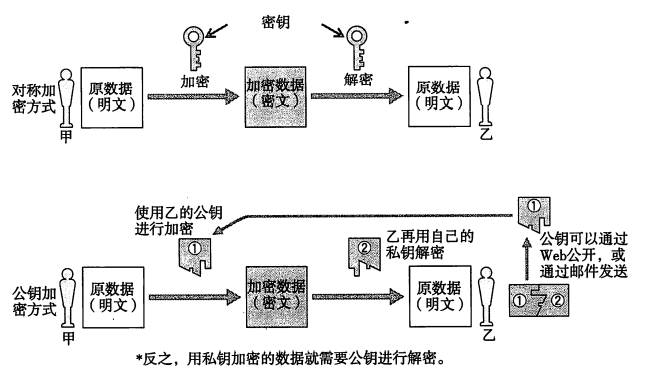 密钥
加密
解密
对称加
密方式
甲
原数据
（明文）
加密数据
（密文）
原数据
（明文）
乙
使用乙的公钥
进行加密
①
②
乙再用自己的
私钥解密
①
公钥可以通过
Web公开，或
通过邮件发送
公钥加
密方式
甲
原数据
（明文）
加密数据
（密文）
原数据
（明文）
乙
① ②
*反之，用私钥加密的数据就需要公钥进行解密。